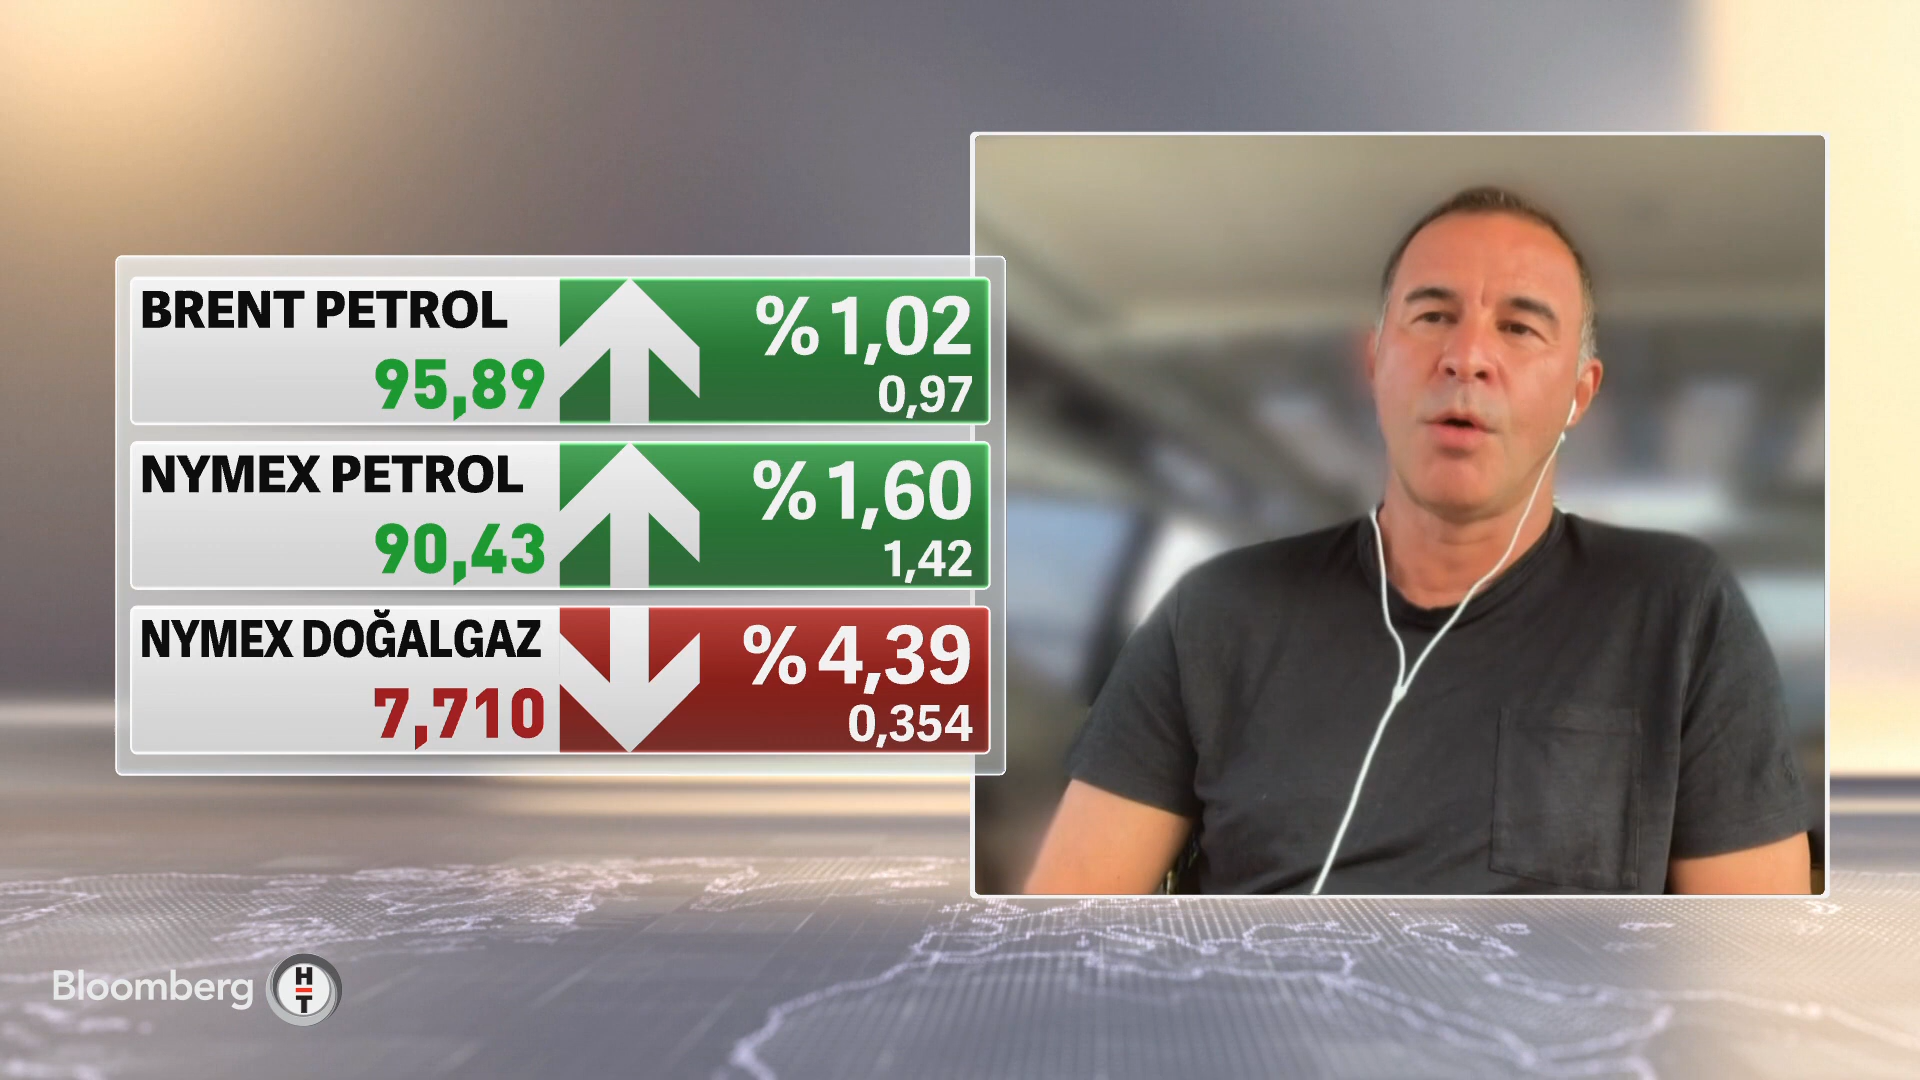 BRENT PETROL
95,89
%1,02
0,97
NYMEX PETROL
90,43
%1,60
1,42
NYMEX DOĞALGAZ
7,710
%4,39
0,354
Bloomberg HT